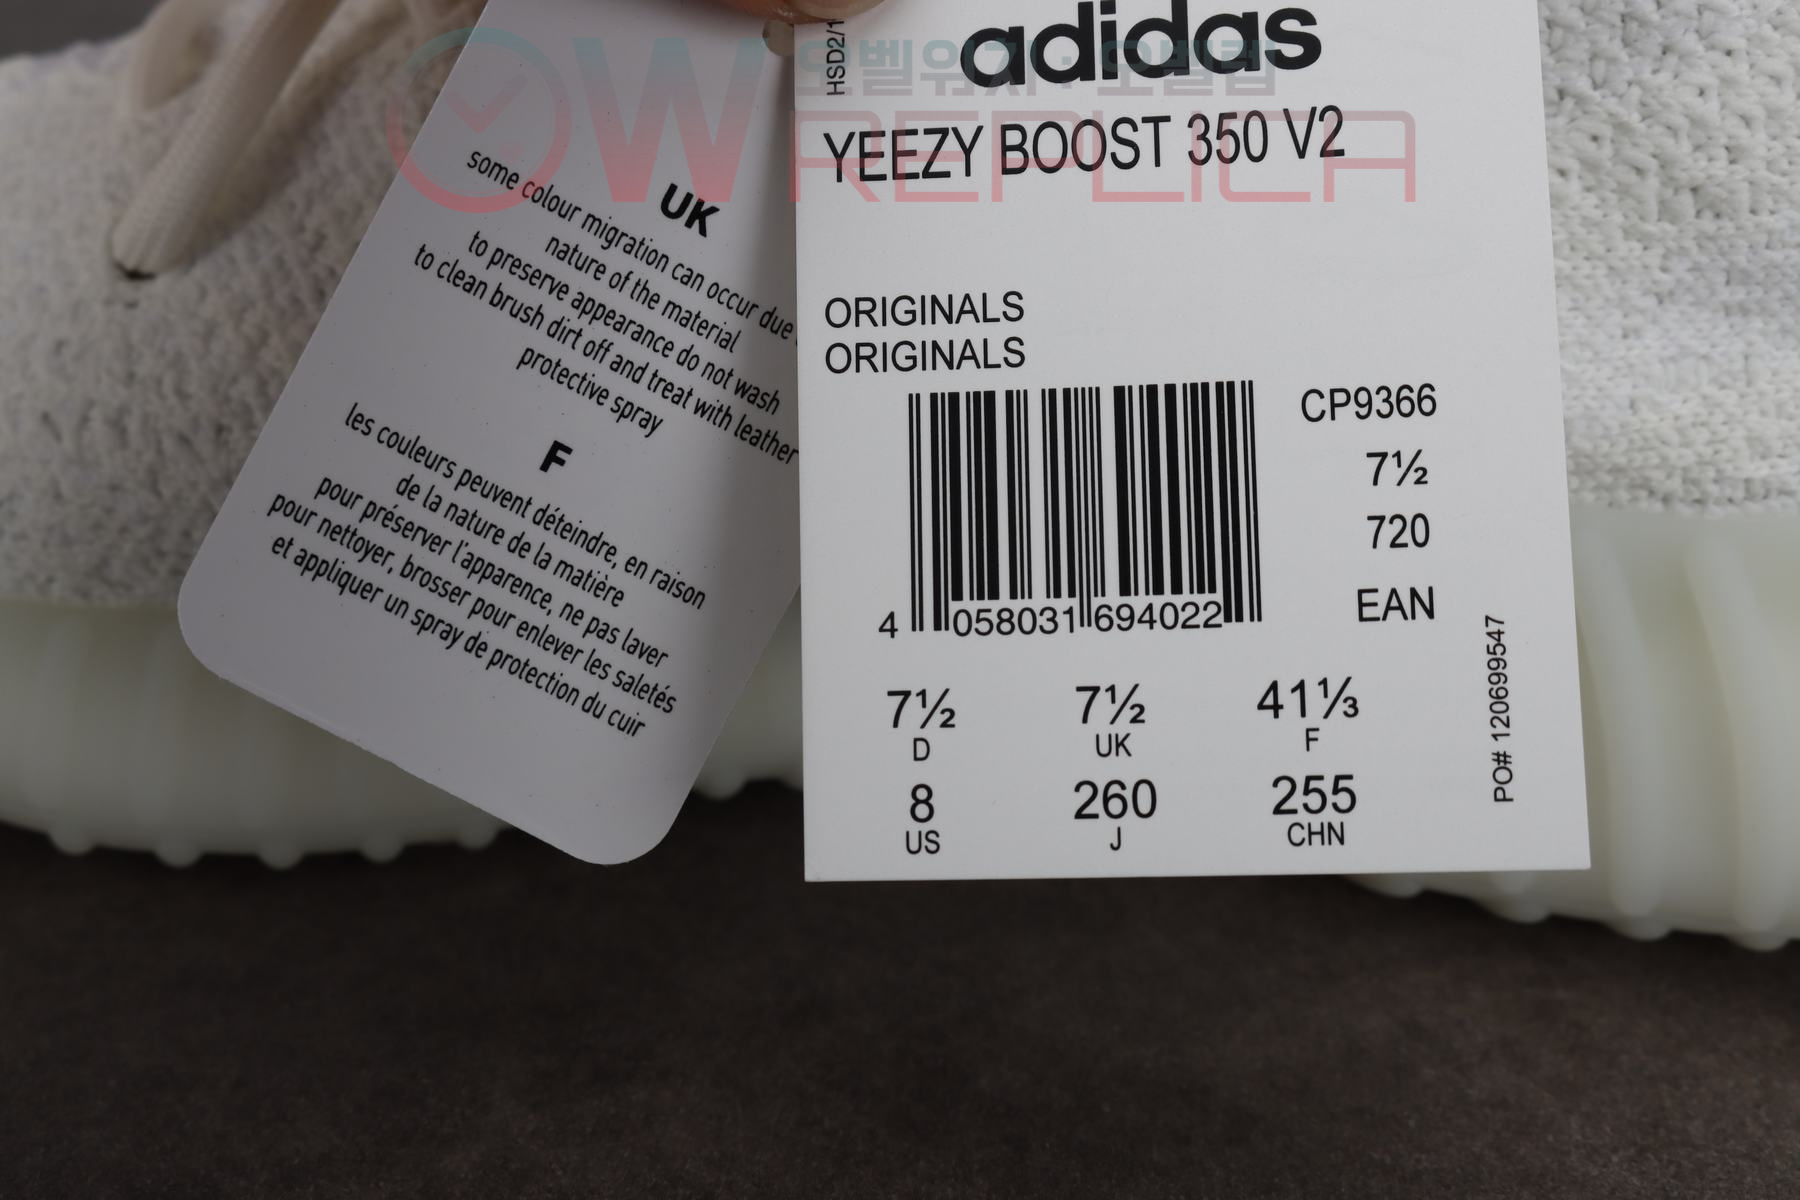 OW REPLICA
UK
some colour migration can occur due
nature of the material
to preserve appearance do not wash
to clean brush dirt off and treat with leather
protective spray
F
les couleurs peuvent déteindre, en raison
de la nature de la matière
pour préserver l'apparence, ne pas laver
pour nettoyer, brosser pour enlever les saletés
et appliquer un spray de protection du cuir
HSD2/1
adidas
YEEZY BOOST 350 V2
ORIGINALS
ORIGINALS
CP9366
7½
720
EAN
4 058031 694022
7½ 7½ 41⅓
D UK F
8 260 255
US J CHN
PO# 120699547